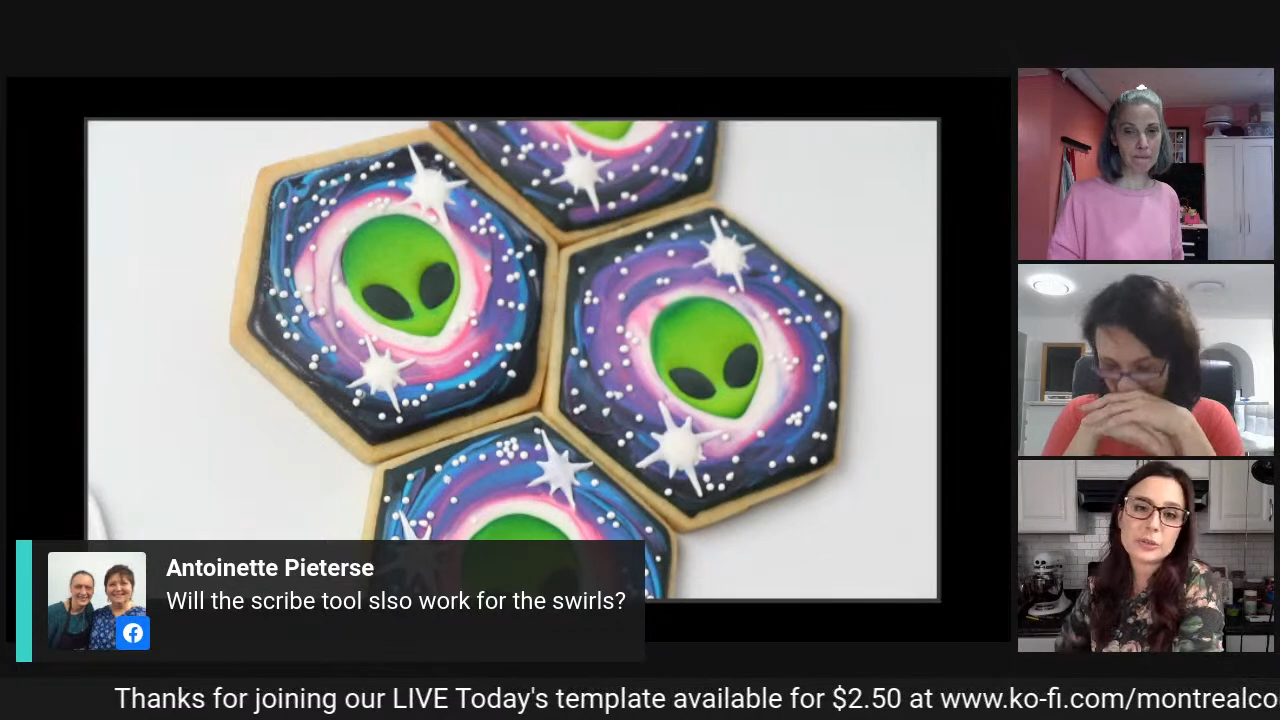 Antoinette Pieterse
Will the scribe tool slso work for the swirls?
Thanks for joining our LIVE Today's template available for $2.50 at www.ko-fi.com/montrealco